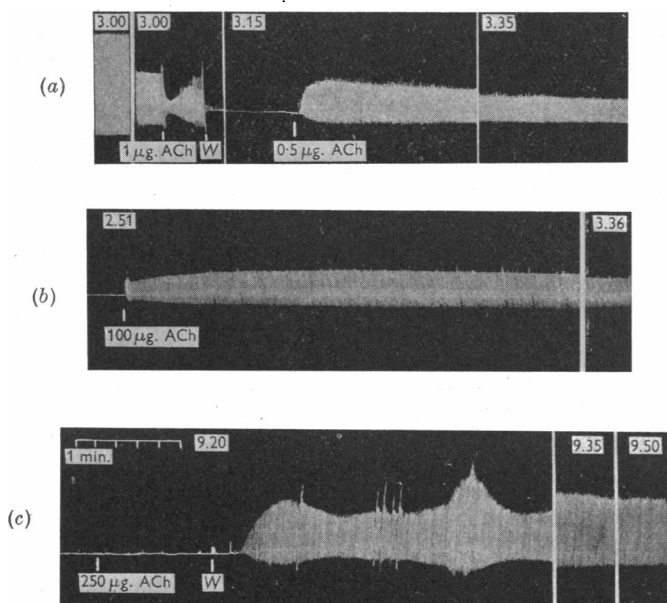 (a)
3.00 3.00 3.15 3.35
1 µg. ACh W 0·5 µg. ACh
(b)
2.51 3.36
100 µg. ACh
(c)
1 min. 9.20 9.35 9.50
250 µg. ACh W